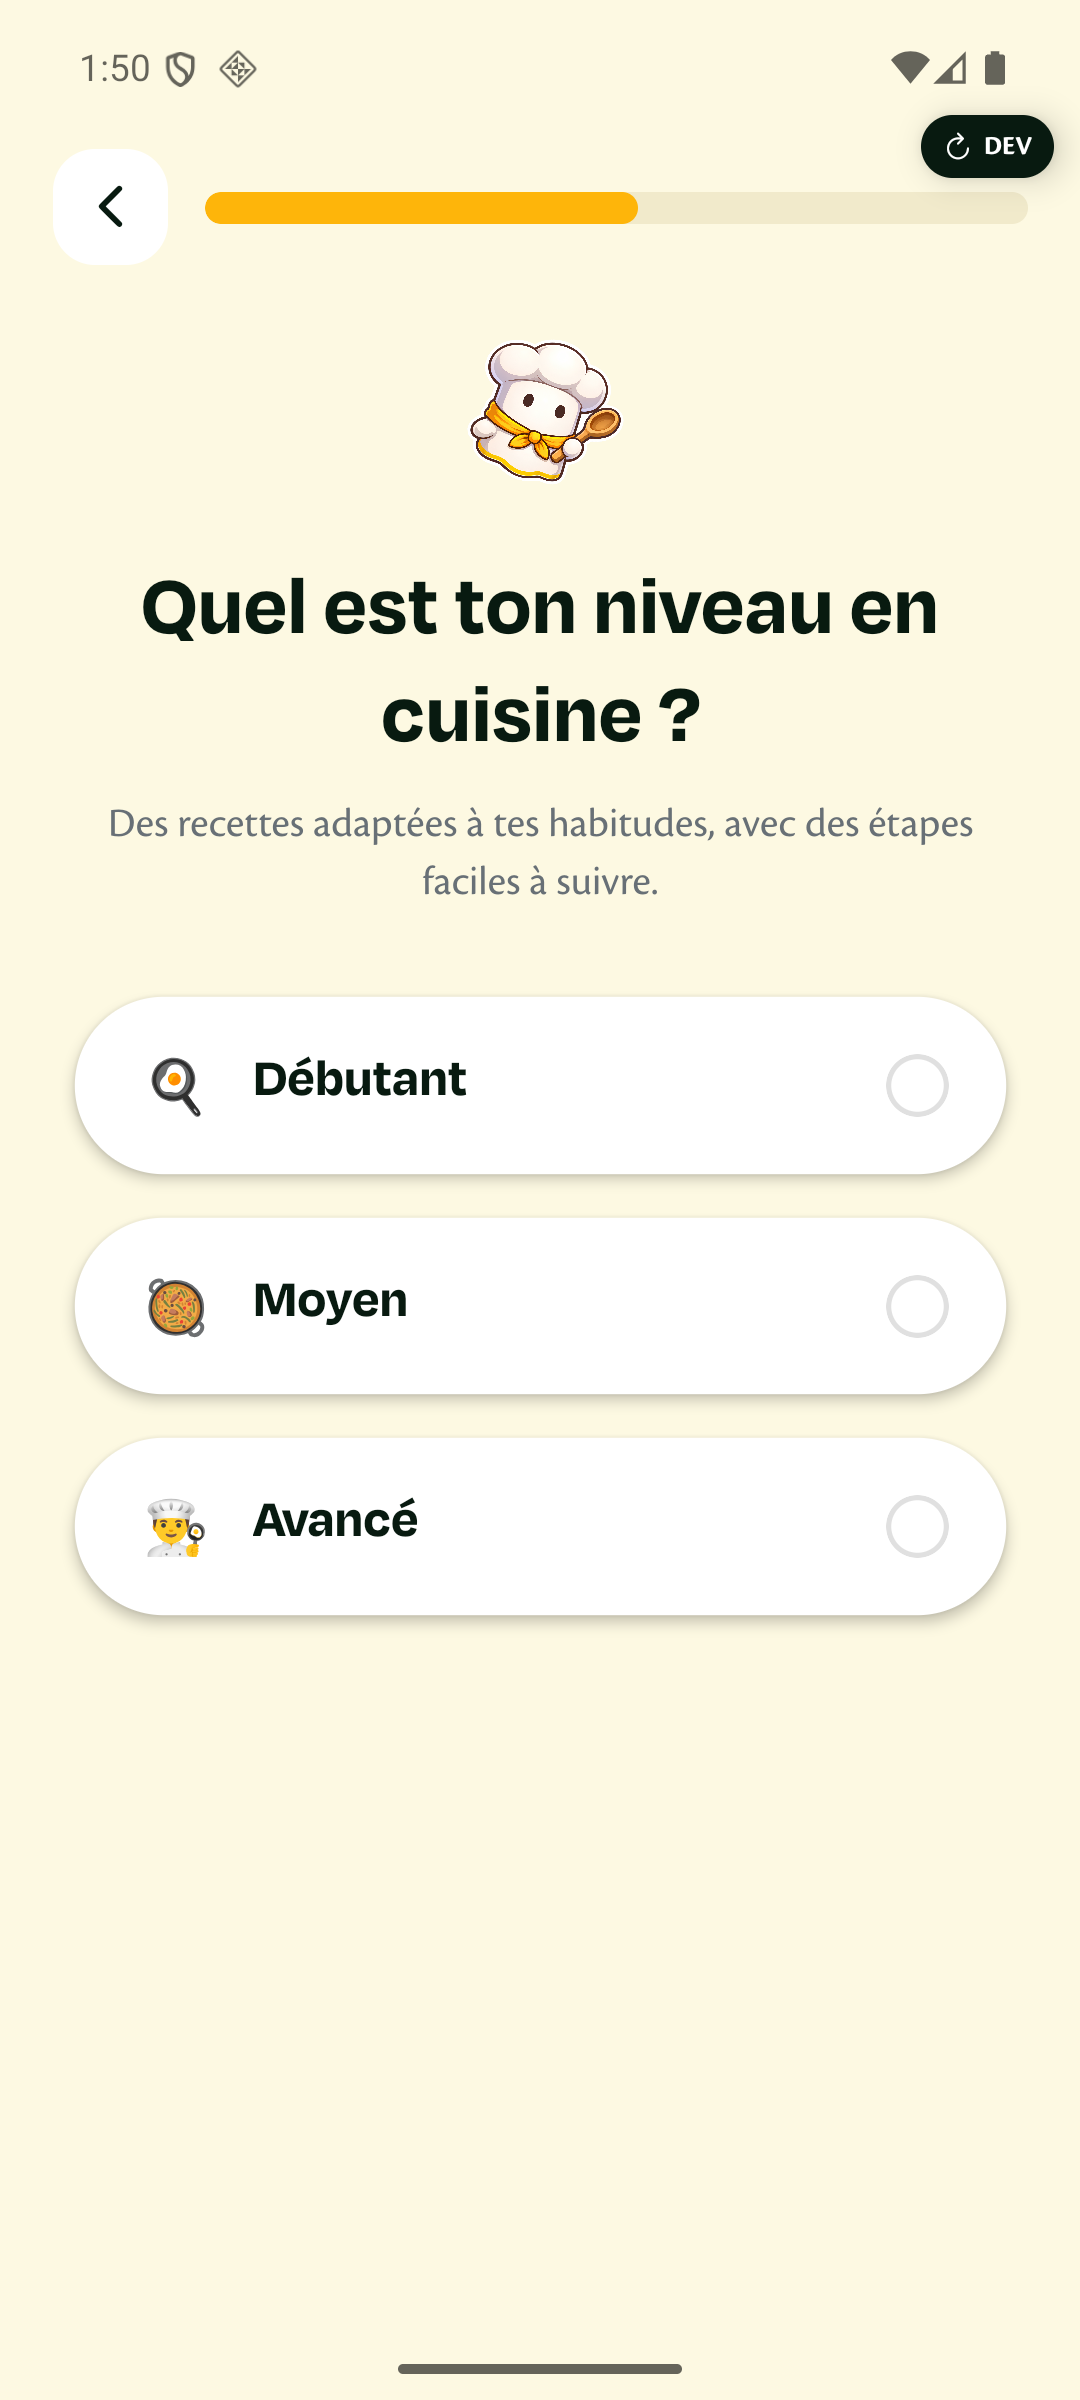 1:50
DEV
Quel est ton niveau en
cuisine ?
Des recettes adaptées à tes habitudes, avec des étapes
faciles à suivre.
Débutant
Moyen
Avancé